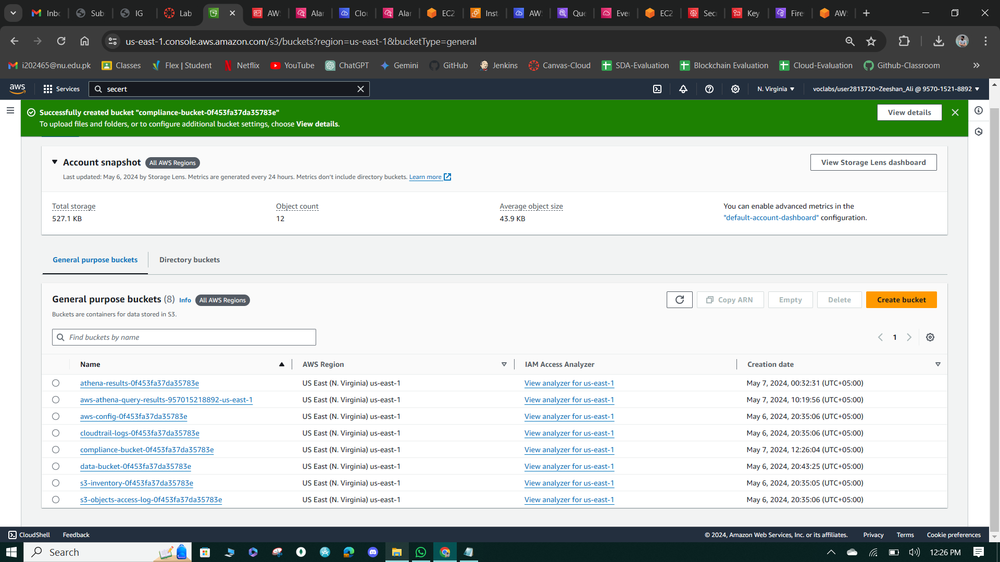 Inbo
Sub
IG
Lab
AW
Alar
Clou
Alar
EC2
Inst
AW
Que
Ever
EC2
Secr
Key
Fire
AW
us-east-1.console.aws.amazon.com/s3/buckets?region=us-east-1&bucketType=general
i202465@nu.edu.pk
Classes
Flex | Student
Netflix
YouTube
ChatGPT
Gemini
GitHub
Jenkins
Canvas-Cloud
SDA-Evaluation
Blockchain Evaluation
Cloud-Evaluation
Github-Classroom
aws
Services
secert
N. Virginia
voclabs/user2813720=Zeeshan_Ali @ 9570-1521-8892
Successfully created bucket "compliance-bucket-0f453fa37da35783e"
To upload files and folders, or to configure additional bucket settings, choose View details.
View details
Account snapshot
All AWS Regions
View Storage Lens dashboard
Last updated: May 6, 2024 by Storage Lens. Metrics are generated every 24 hours. Metrics don't include directory buckets. Learn more
Total storage
527.1 KB
Object count
12
Average object size
43.9 KB
You can enable advanced metrics in the
"default-account-dashboard" configuration.
General purpose buckets
Directory buckets
General purpose buckets (8) Info All AWS Regions
Buckets are containers for data stored in S3.
Copy ARN
Empty
Delete
Create bucket
Find buckets by name
1
Name AWS Region IAM Access Analyzer Creation date
athena-results-0f453fa37da35783e US East (N. Virginia) us-east-1 View analyzer for us-east-1 May 7, 2024, 00:32:31 (UTC+05:00)
aws-athena-query-results-957015218892-us-east-1 US East (N. Virginia) us-east-1 View analyzer for us-east-1 May 7, 2024, 10:19:56 (UTC+05:00)
aws-config-0f453fa37da35783e US East (N. Virginia) us-east-1 View analyzer for us-east-1 May 6, 2024, 20:35:06 (UTC+05:00)
cloudtrail-logs-0f453fa37da35783e US East (N. Virginia) us-east-1 View analyzer for us-east-1 May 6, 2024, 20:35:06 (UTC+05:00)
compliance-bucket-0f453fa37da35783e US East (N. Virginia) us-east-1 View analyzer for us-east-1 May 7, 2024, 12:26:04 (UTC+05:00)
data-bucket-0f453fa37da35783e US East (N. Virginia) us-east-1 View analyzer for us-east-1 May 6, 2024, 20:43:25 (UTC+05:00)
s3-inventory-0f453fa37da35783e US East (N. Virginia) us-east-1 View analyzer for us-east-1 May 6, 2024, 20:35:05 (UTC+05:00)
s3-objects-access-log-0f453fa37da35783e US East (N. Virginia) us-east-1 View analyzer for us-east-1 May 6, 2024, 20:35:06 (UTC+05:00)
CloudShell
Feedback
© 2024, Amazon Web Services, Inc. or its affiliates.
Privacy
Terms
Cookie preferences
Search
12:26 PM